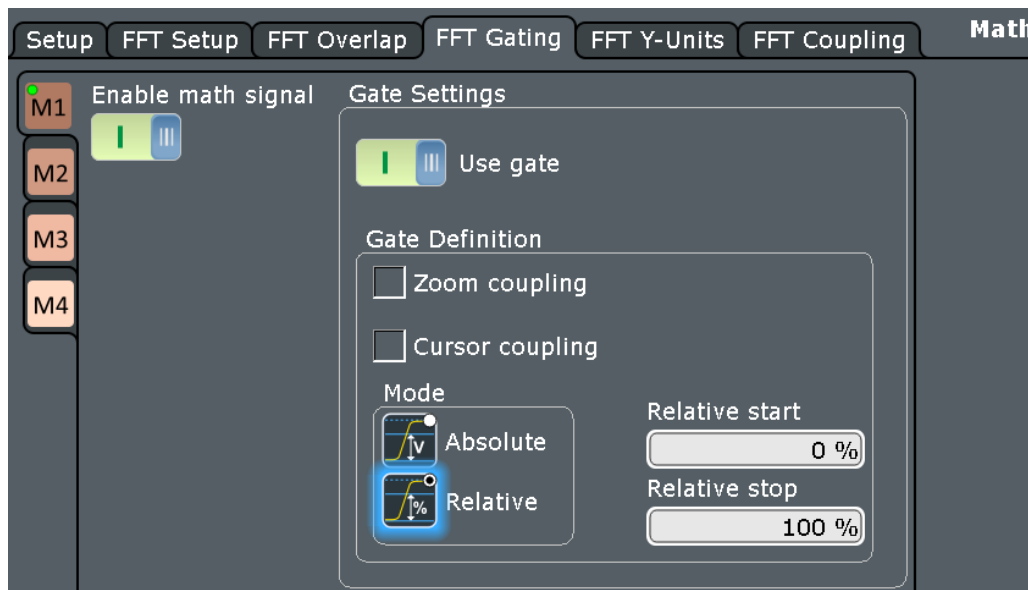 Setup FFT Setup FFT Overlap FFT Gating FFT Y-Units FFT Coupling Math
M1 Enable math signal Gate Settings
Use gate
M2
M3 Gate Definition
Zoom coupling
M4
Cursor coupling
Mode
Relative start
V Absolute
0 %
Relative stop
% Relative
100 %